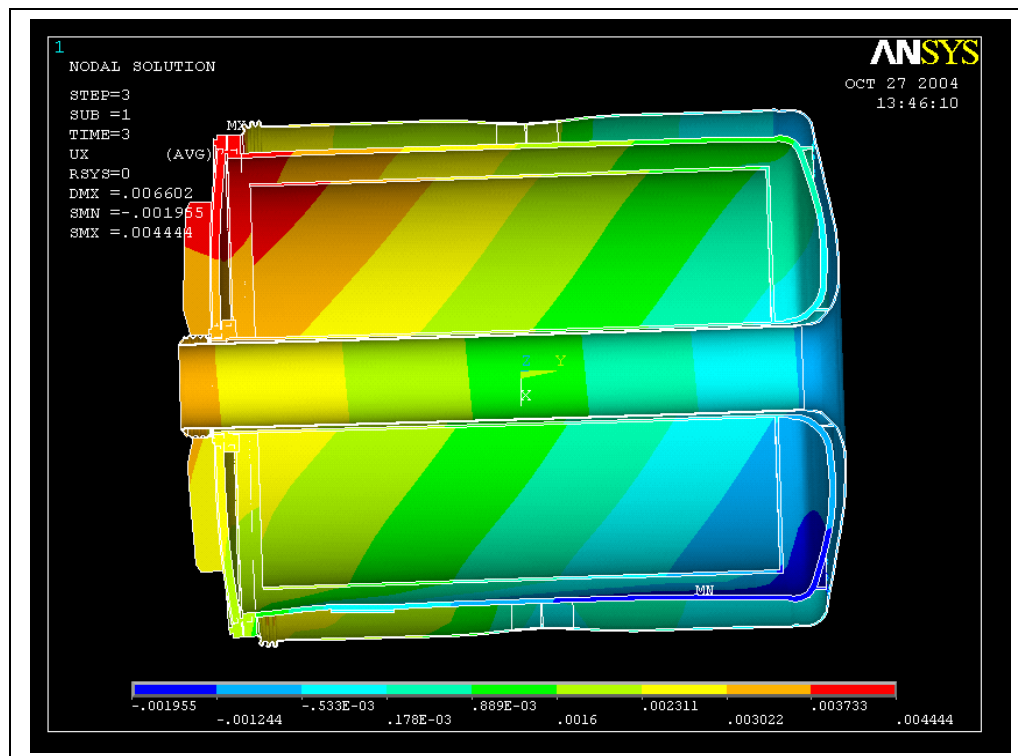 1
ANSYS
NODAL SOLUTION
OCT 27 2004
13:46:10
STEP=3
SUB =1
TIME=3
UX (AVG)
RSYS=0
DMX =.006602
SMN =-.001955
SMX =.004444
MX
Z Y
X
MN
-.001955 -.533E-03 .889E-03 .002311 .003733
-.001244 .178E-03 .0016 .003022 .004444